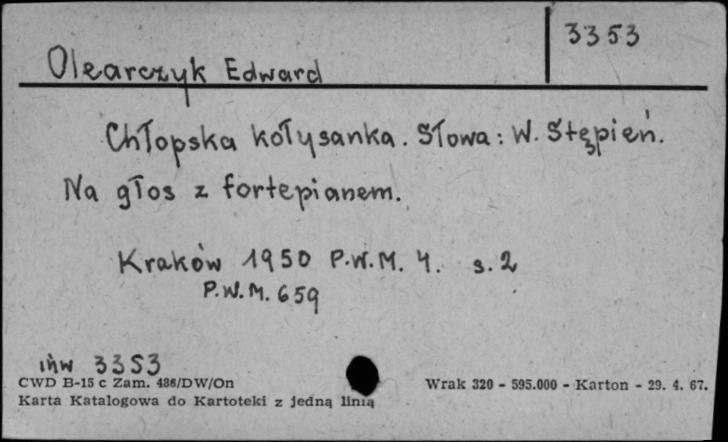 3353
Olearczyk Edward
Chłopska kołysanka. Słowa: W. Stępień.
Na głos z fortepianem.
Kraków 1950 P.W.M. 4. s. 2
P.W.M. 659
inw 3353
CWD B-15 c Zam. 486/DW/On
Wrak 320 - 595.000 - Karton - 29. 4. 67.
Karta Katalogowa do Kartoteki z jedną linią